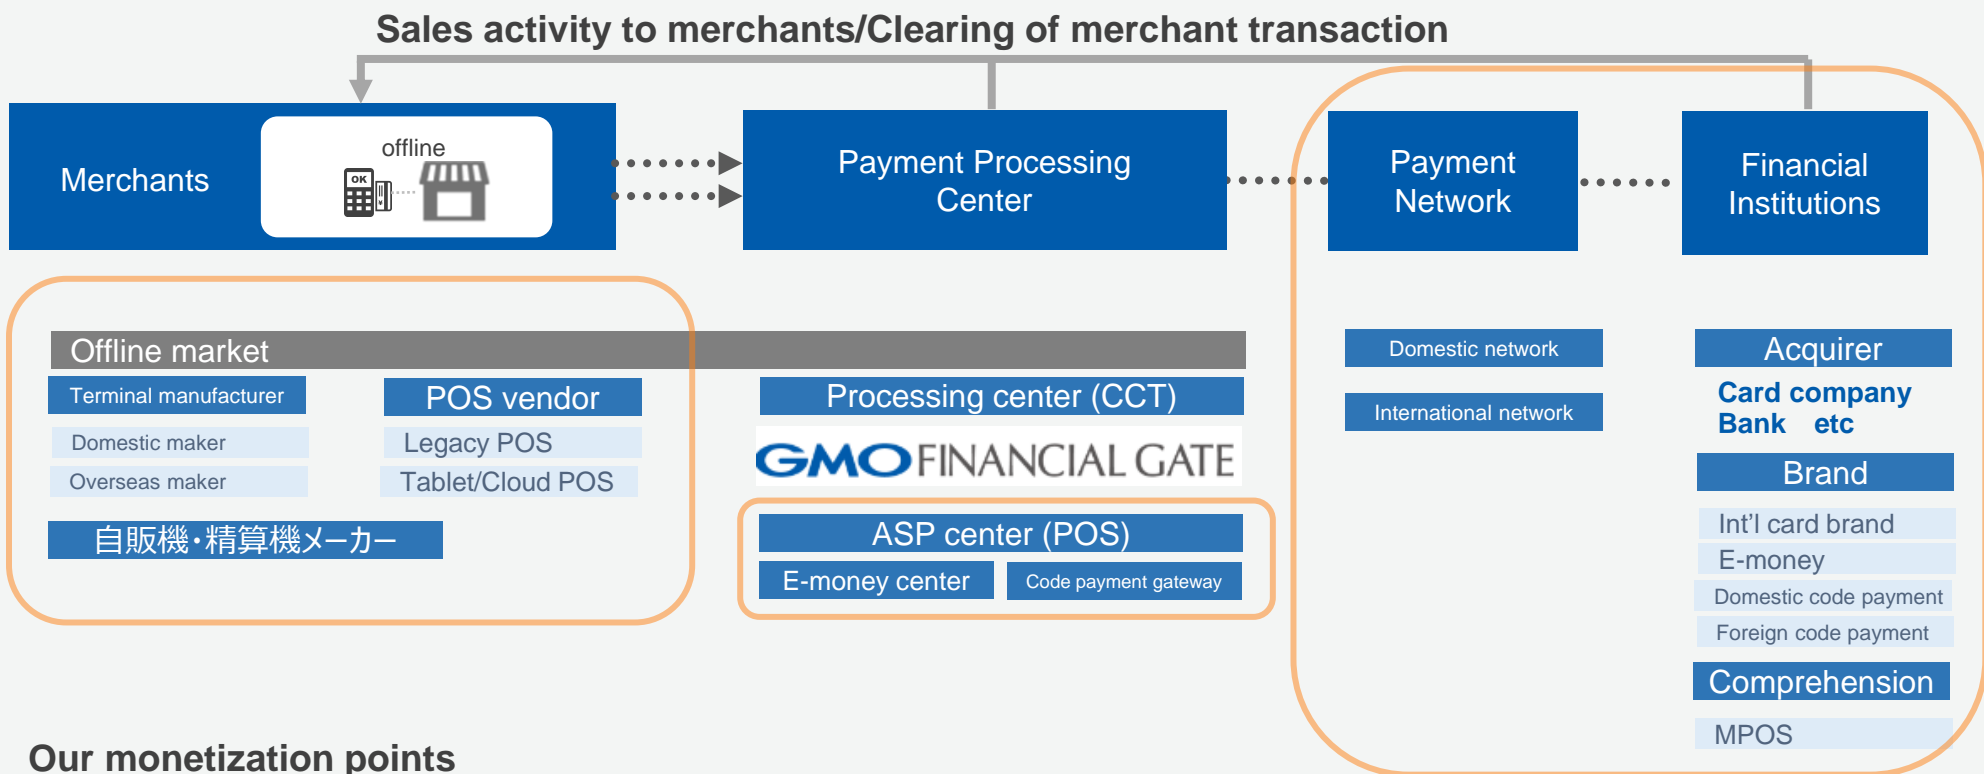 Sales activity to merchants/Clearing of merchant transaction
Merchants
offline
OK
Payment Processing
Center
Payment
Network
Financial
Institutions
Offline market
Terminal manufacturer
Domestic maker
Overseas maker
POS vendor
Legacy POS
Tablet/Cloud POS
自販機・精算機メーカー
Processing center (CCT)
GMO FINANCIAL GATE
ASP center (POS)
E-money center
Code payment gateway
Domestic network
International network
Acquirer
Card company
Bank etc
Brand
Int'l card brand
E-money
Domestic code payment
Foreign code payment
Comprehension
MPOS
Our monetization points